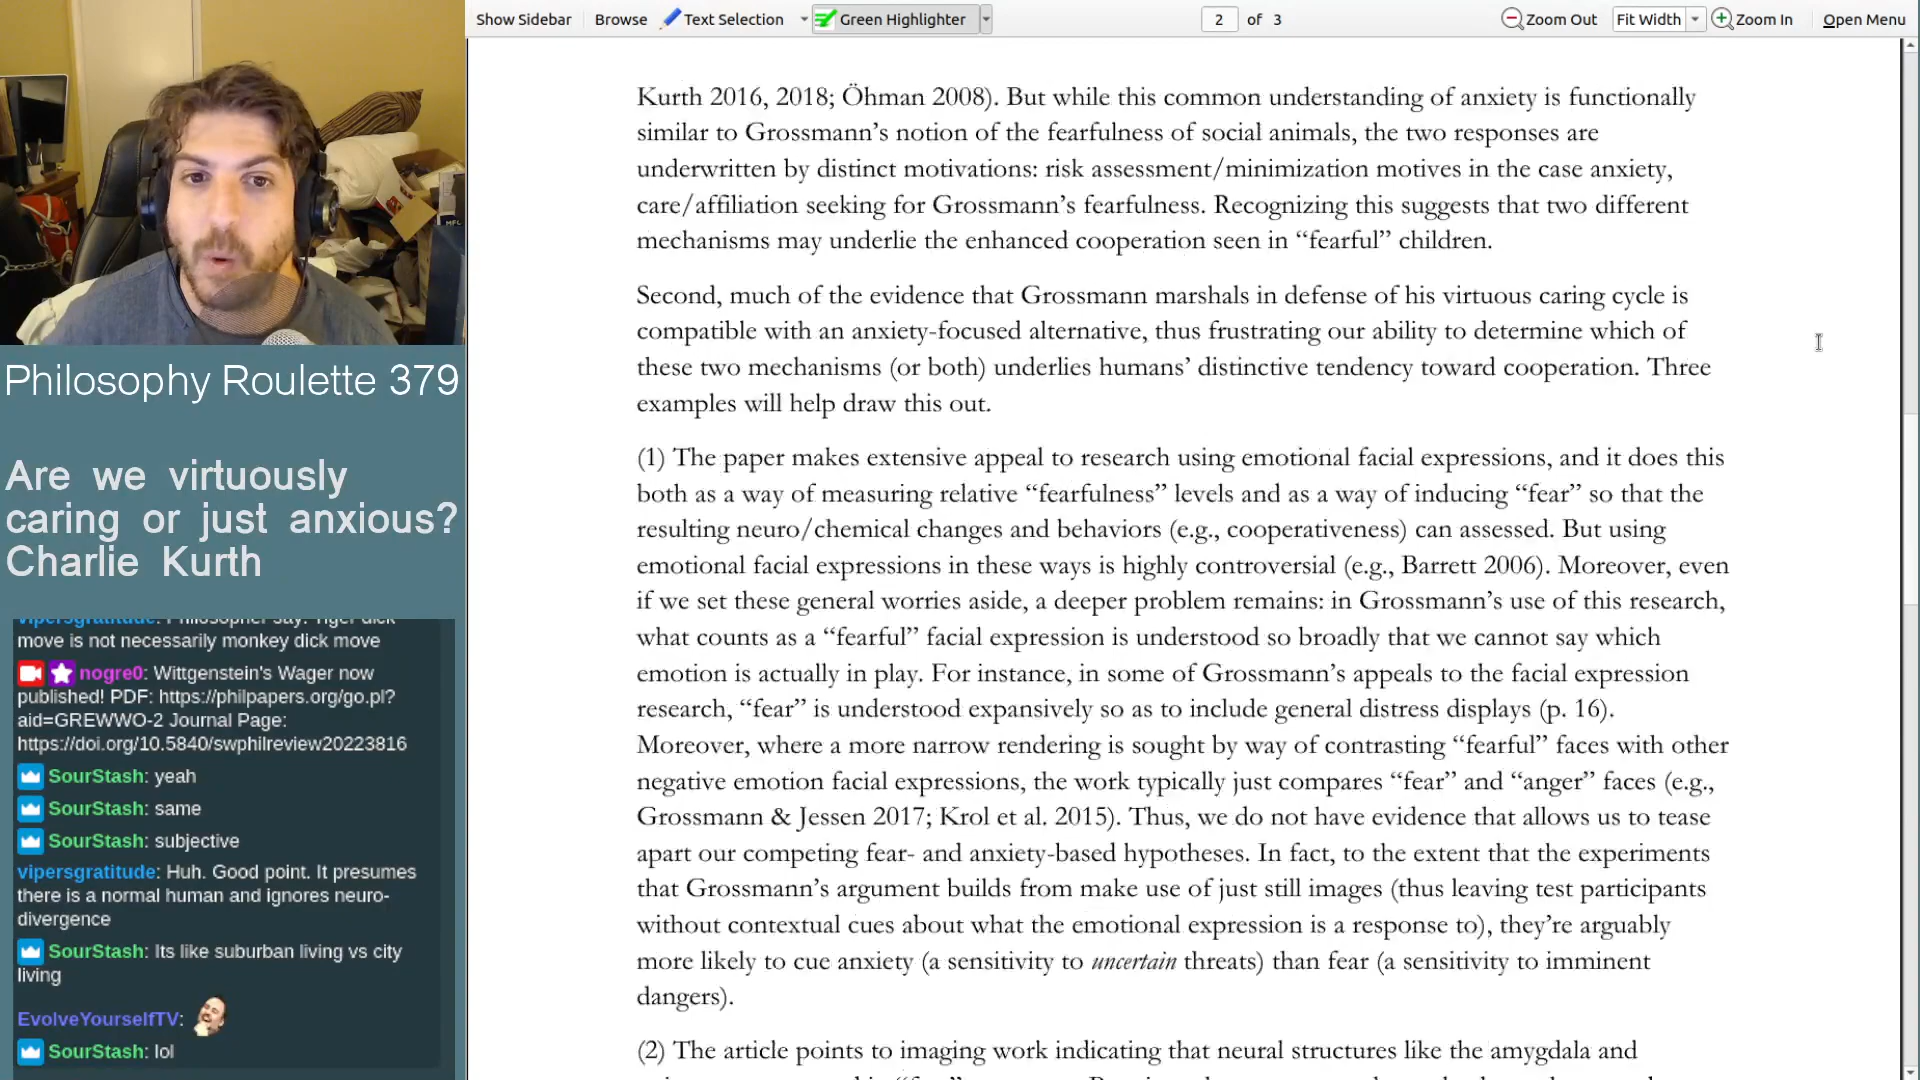 Show Sidebar Browse Text Selection Green Highlighter 2 of 3 Zoom Out Fit Width Zoom In Open Menu
Kurth 2016, 2018; Öhman 2008). But while this common understanding of anxiety is functionally
similar to Grossmann’s notion of the fearfulness of social animals, the two responses are
underwritten by distinct motivations: risk assessment/minimization motives in the case anxiety,
care/affiliation seeking for Grossmann’s fearfulness. Recognizing this suggests that two different
mechanisms may underlie the enhanced cooperation seen in “fearful” children.
Second, much of the evidence that Grossmann marshals in defense of his virtuous caring cycle is
compatible with an anxiety-focused alternative, thus frustrating our ability to determine which of
these two mechanisms (or both) underlies humans’ distinctive tendency toward cooperation. Three
examples will help draw this out.
(1) The paper makes extensive appeal to research using emotional facial expressions, and it does this
both as a way of measuring relative “fearfulness” levels and as a way of inducing “fear” so that the
resulting neuro/chemical changes and behaviors (e.g., cooperativeness) can assessed. But using
emotional facial expressions in these ways is highly controversial (e.g., Barrett 2006). Moreover, even
if we set these general worries aside, a deeper problem remains: in Grossmann’s use of this research,
what counts as a “fearful” facial expression is understood so broadly that we cannot say which
emotion is actually in play. For instance, in some of Grossmann’s appeals to the facial expression
research, “fear” is understood expansively so as to include general distress displays (p. 16).
Moreover, where a more narrow rendering is sought by way of contrasting “fearful” faces with other
negative emotion facial expressions, the work typically just compares “fear” and “anger” faces (e.g.,
Grossmann & Jessen 2017; Krol et al. 2015). Thus, we do not have evidence that allows us to tease
apart our competing fear- and anxiety-based hypotheses. In fact, to the extent that the experiments
that Grossmann’s argument builds from make use of just still images (thus leaving test participants
without contextual cues about what the emotional expression is a response to), they’re arguably
more likely to cue anxiety (a sensitivity to uncertain threats) than fear (a sensitivity to imminent
dangers).
(2) The article points to imaging work indicating that neural structures like the amygdala and
Philosophy Roulette 379
Are we virtuously
caring or just anxious?
Charlie Kurth
vipersgratitude: Philosopher say: Tiger dick
move is not necessarily monkey dick move
nogre0: Wittgenstein's Wager now
published! PDF: https://philpapers.org/go.pl?
aid=GREWWO-2 Journal Page:
https://doi.org/10.5840/swphilreview20223816
SourStash: yeah
SourStash: same
SourStash: subjective
vipersgratitude: Huh. Good point. It presumes
there is a normal human and ignores neuro-
divergence
SourStash: Its like suburban living vs city
living
EvolveYourselfTV:
SourStash: lol